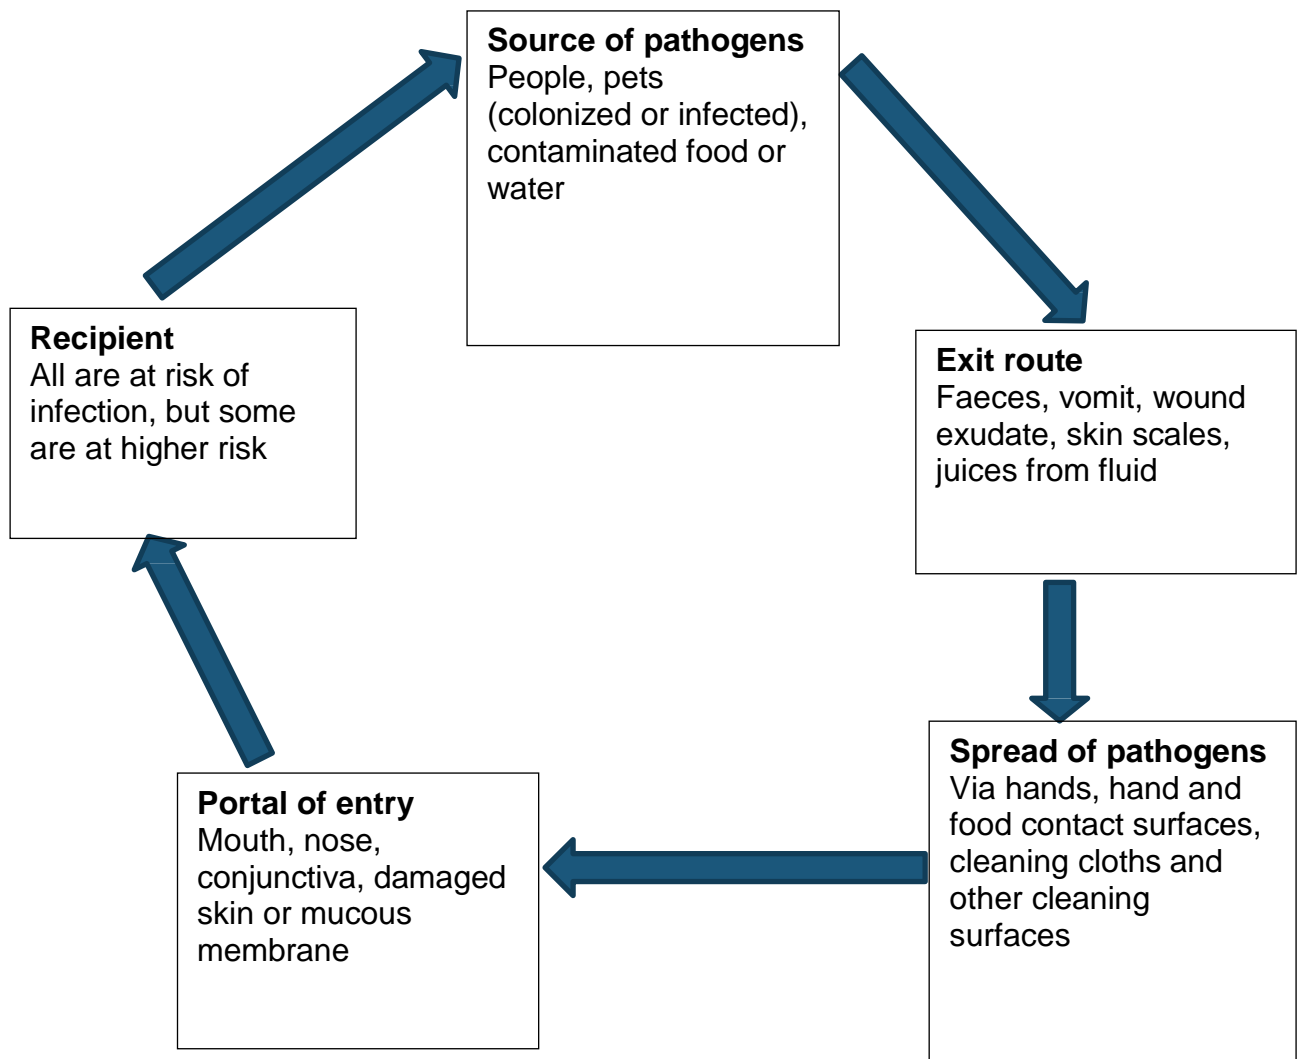 Source of pathogens
People, pets
(colonized or infected),
contaminated food or
water
Exit route
Faeces, vomit, wound
exudate, skin scales,
juices from fluid
Spread of pathogens
Via hands, hand and
food contact surfaces,
cleaning cloths and
other cleaning
surfaces
Portal of entry
Mouth, nose,
conjunctiva, damaged
skin or mucous
membrane
Recipient
All are at risk of
infection, but some
are at higher risk